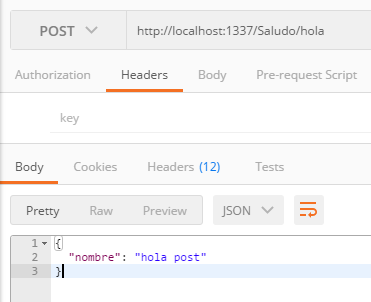 POST http://localhost:1337/Saludo/hola
Authorization Headers Body Pre-request Script
key
Body Cookies Headers (12) Tests
Pretty Raw Preview JSON
1 {
2 "nombre": "hola post"
3 }